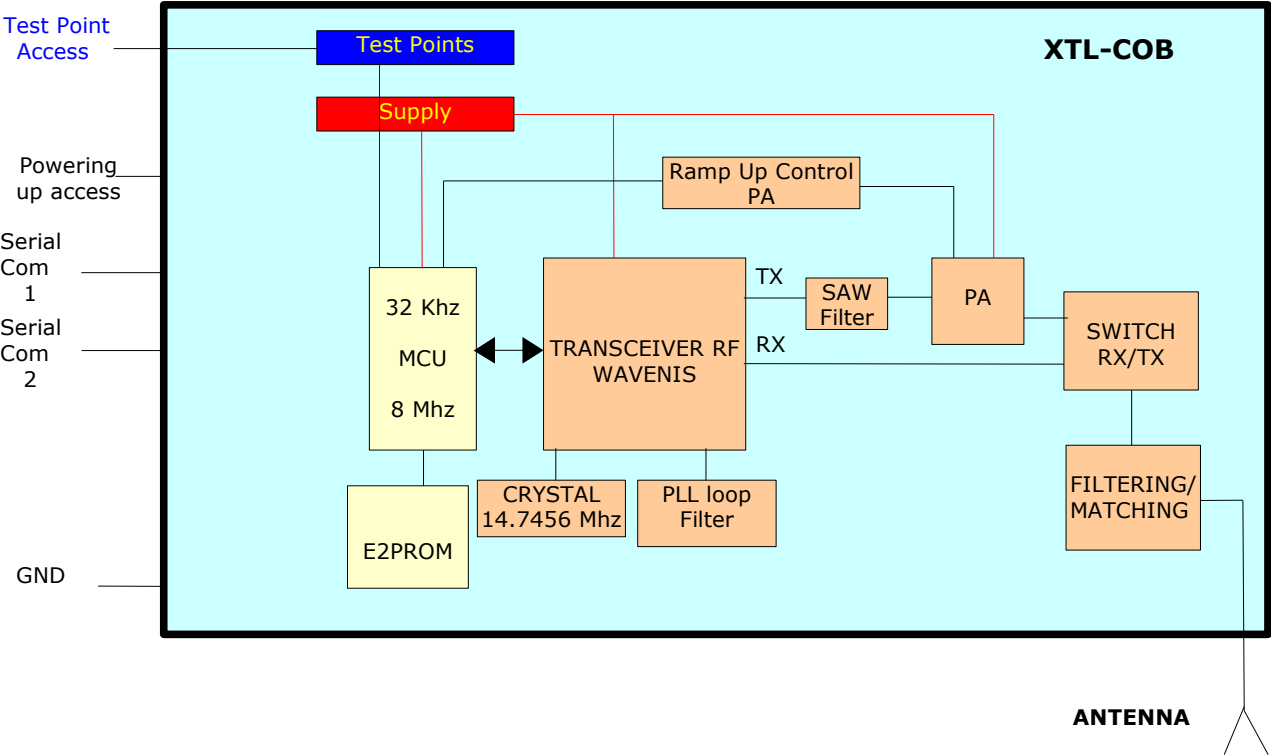 Test Point
Access
Test Points
XTL-COB
Supply
Powering
up access
Ramp Up Control
PA
Serial
Com
1
Serial
Com
2
32 Khz
MCU
8 Mhz
TRANSCEIVER RF
WAVENIS
TX
RX
SAW
Filter
PA
SWITCH
RX/TX
CRYSTAL
14.7456 Mhz
PLL loop
Filter
FILTERING/
MATCHING
E2PROM
GND
ANTENNA